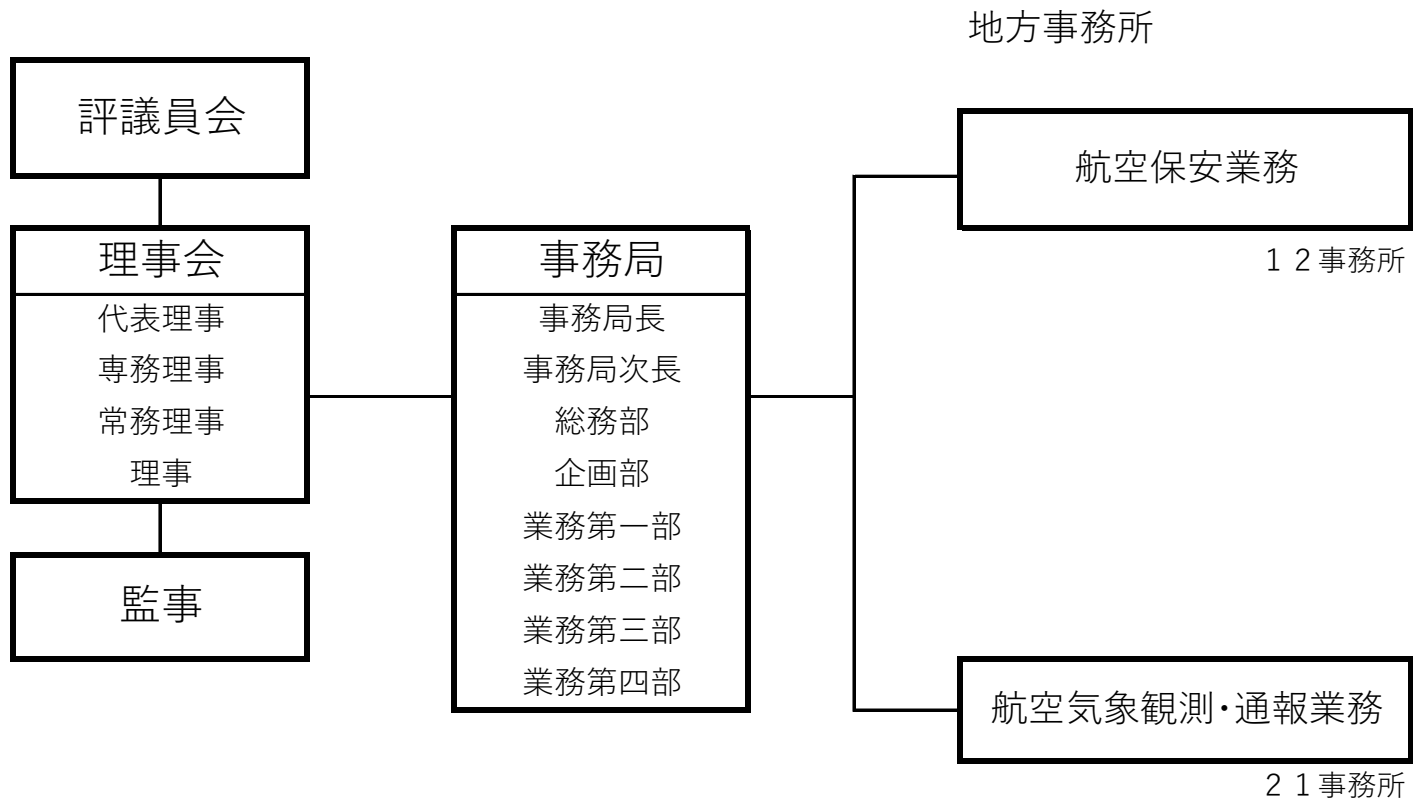 地方事務所
評議員会
理事会
代表理事
専務理事
常務理事
理事
監事
事務局
事務局長
事務局次長
総務部
企画部
業務第一部
業務第二部
業務第三部
業務第四部
航空保安業務
１２事務所
航空気象観測･通報業務
２１事務所